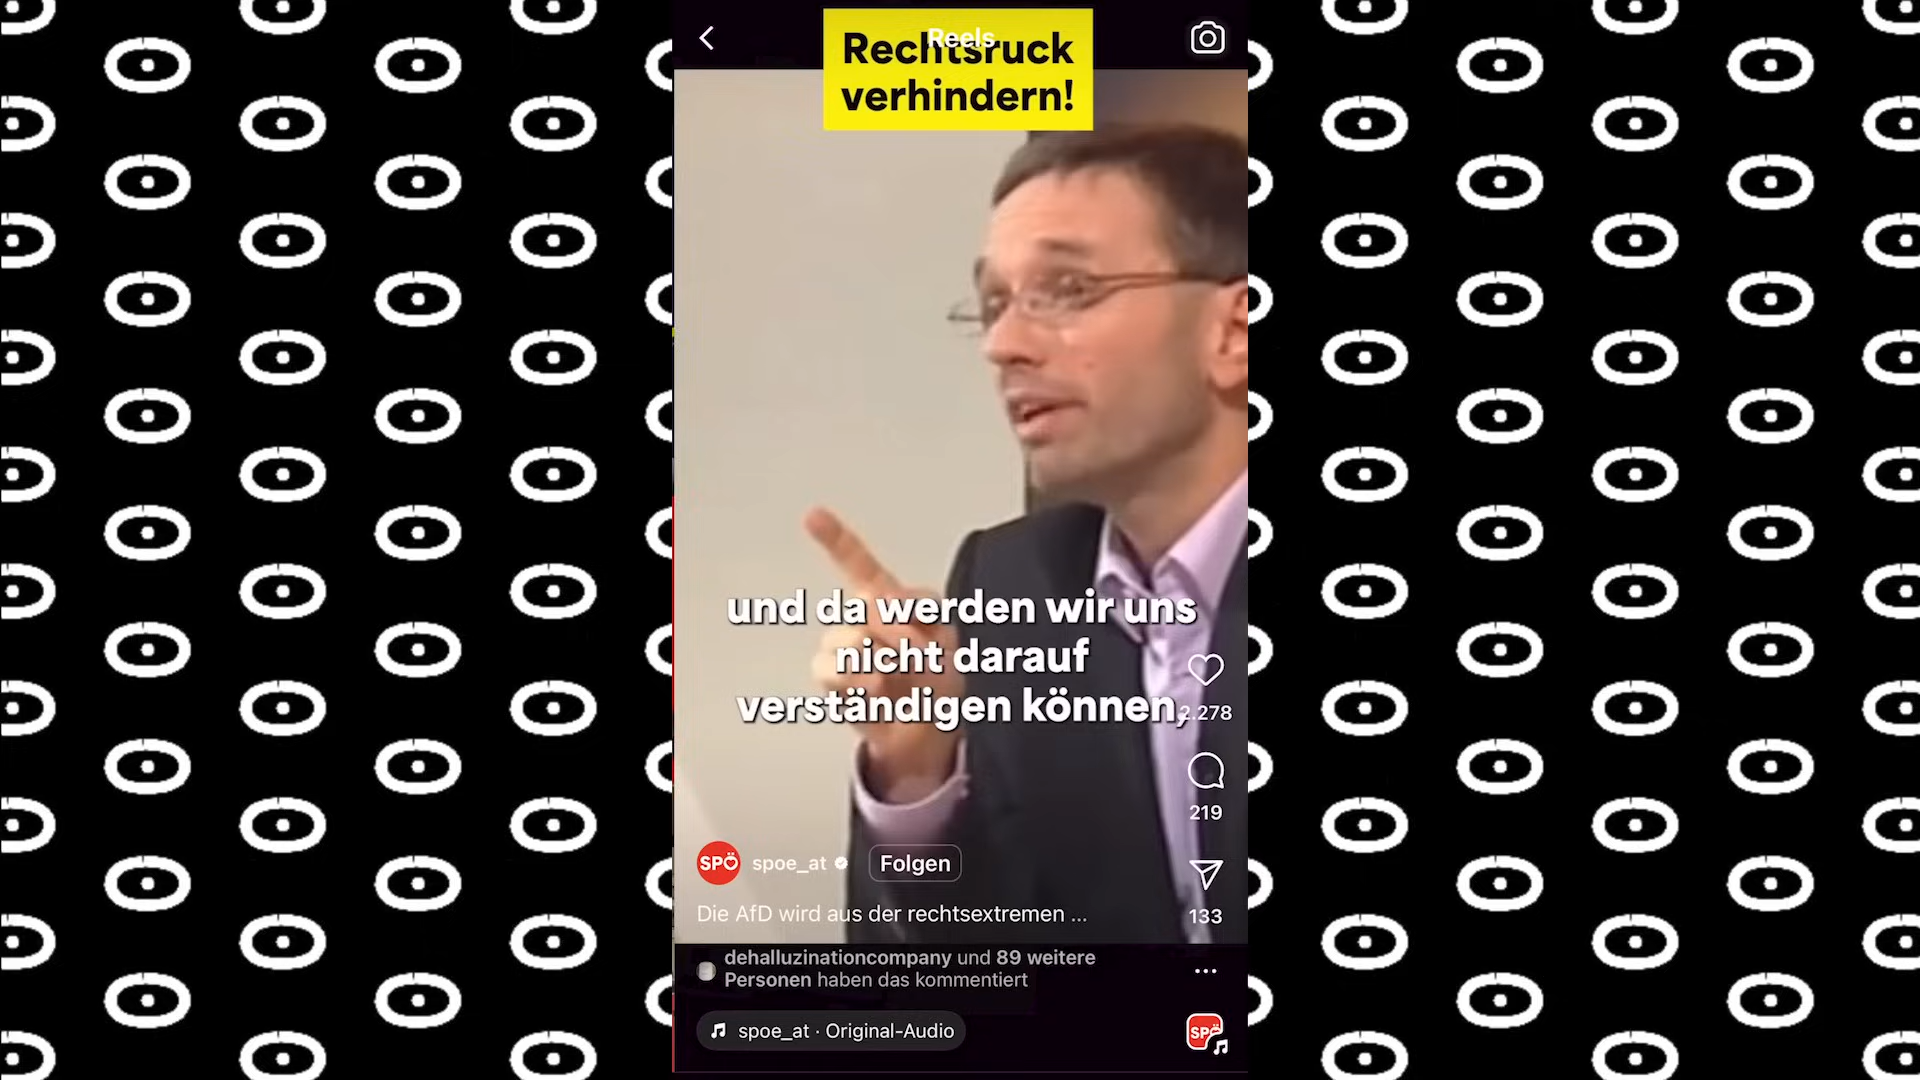 Reels
Rechtsruck
verhindern!
und da werden wir uns
nicht darauf
verständigen können,
2.278
219
SPÖ spoe_at Folgen
Die AfD wird aus der rechtsextremen ...
133
dehalluzinationcompany und 89 weitere
Personen haben das kommentiert
spoe_at · Original-Audio
SPÖ